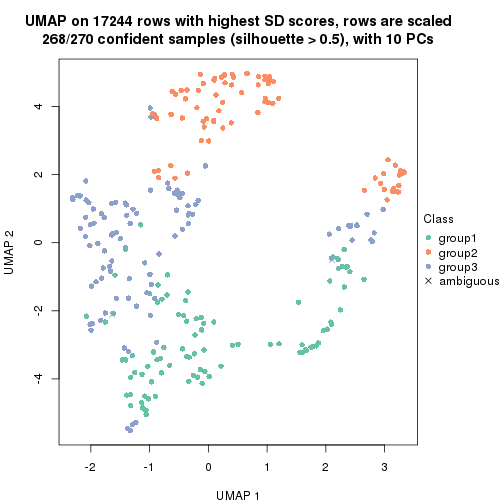 UMAP on 17244 rows with highest SD scores, rows are scaled
268/270 confident samples (silhouette > 0.5), with 10 PCs
4
2
0
-2
-4
UMAP 2
-2
-1
0
1
2
3
UMAP 1
Class
group1
group2
group3
ambiguous